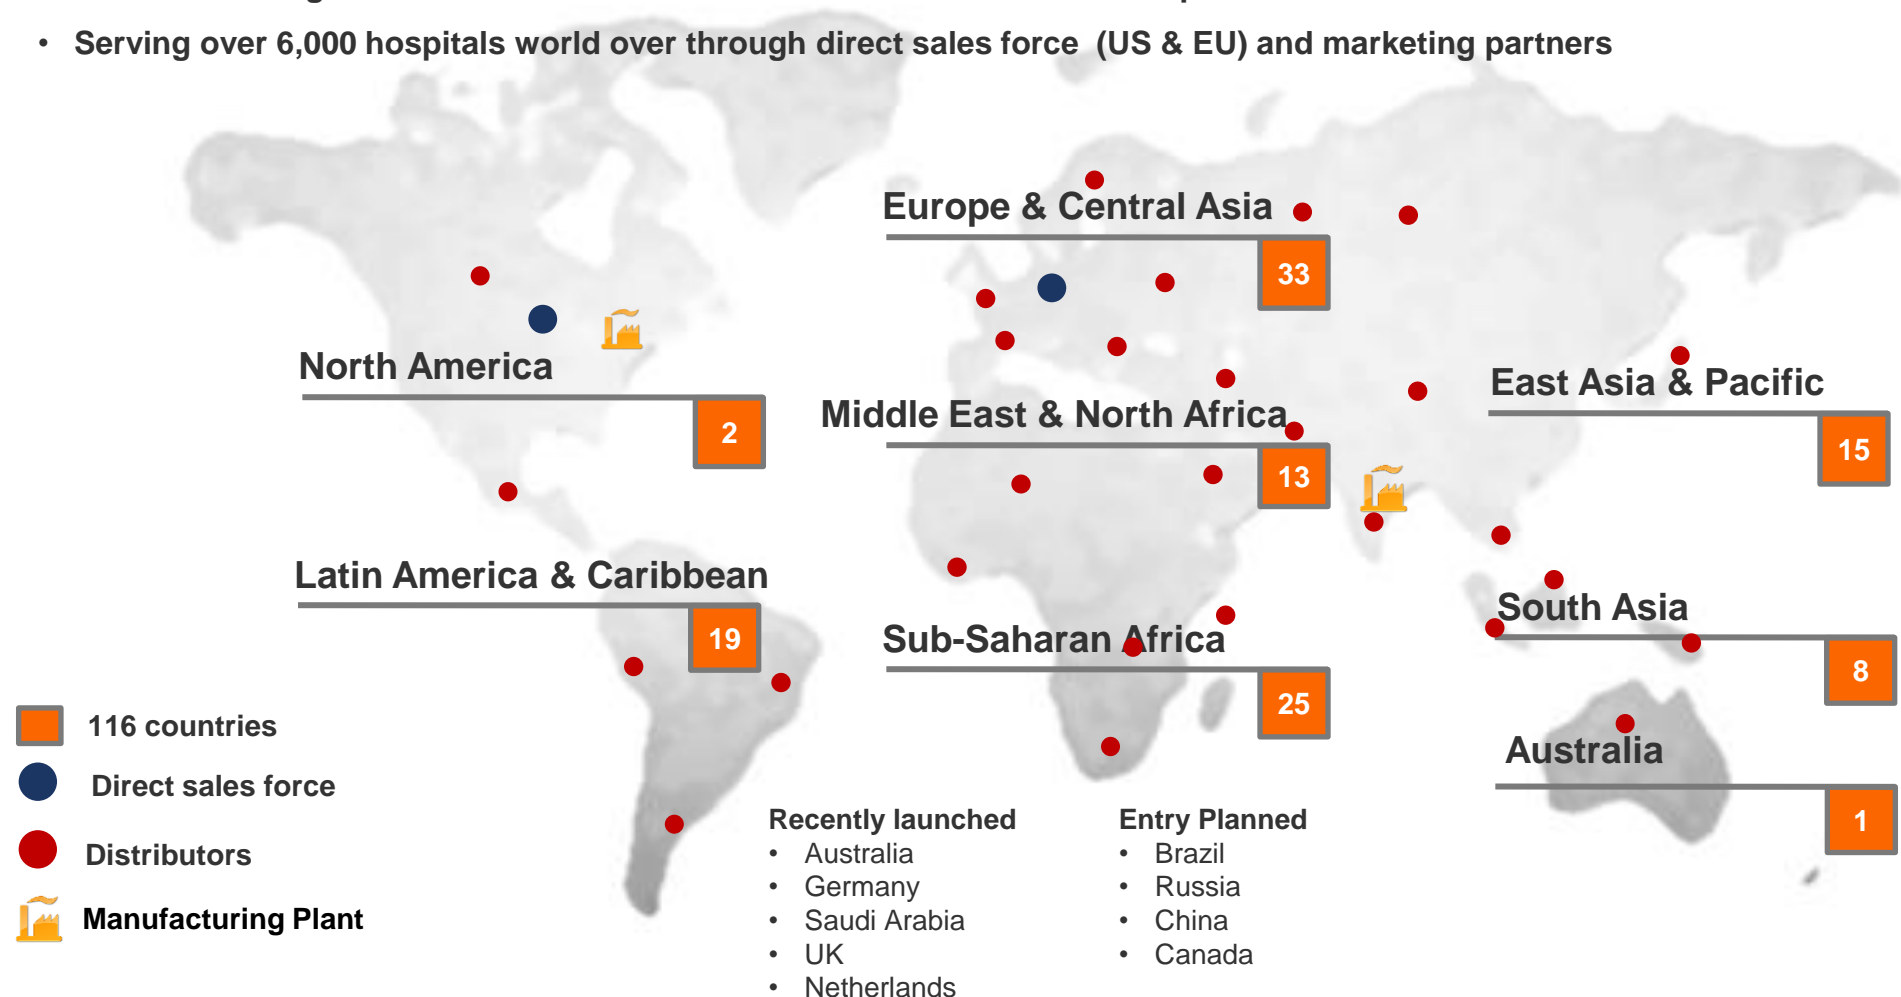 • Serving over 6,000 hospitals world over through direct sales force (US & EU) and marketing partners
Europe & Central Asia
33
North America
2
Middle East & North Africa
13
East Asia & Pacific
15
Latin America & Caribbean
19
Sub-Saharan Africa
25
South Asia
8
Australia
1
116 countries
Direct sales force
Distributors
Manufacturing Plant
Recently launched
• Australia
• Germany
• Saudi Arabia
• UK
• Netherlands
Entry Planned
• Brazil
• Russia
• China
• Canada